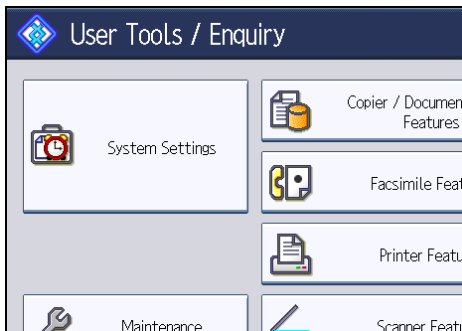 User Tools / Enquiry
System Settings
Copier / Documen
Features
Facsimile Feat
Printer Featu
Maintenance
Scanner Featu